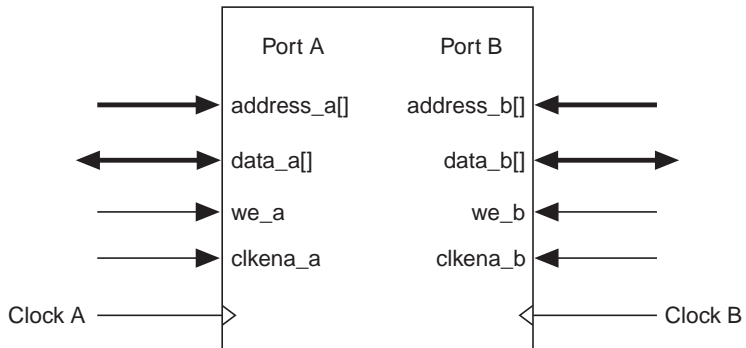 Port A Port B
address_a[] address_b[]
data_a[] data_b[]
we_a we_b
clkena_a clkena_b
Clock A Clock B